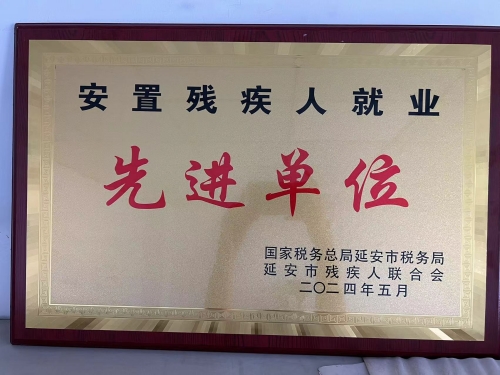 安置残疾人就业
先进单位
国家税务总局延安市税务局
延安市残疾人联合会
二〇二四年五月